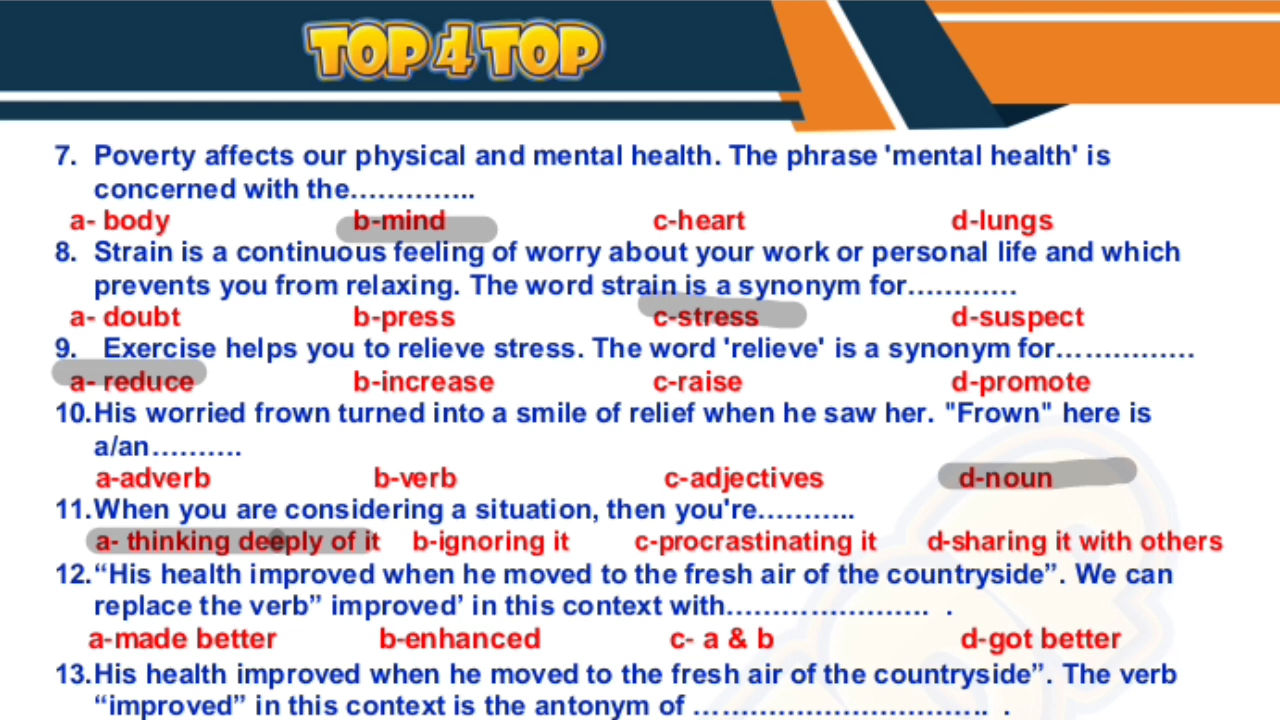 TOP 4 TOP
7. Poverty affects our physical and mental health. The phrase 'mental health' is
concerned with the..............
a- body b-mind c-heart d-lungs
8. Strain is a continuous feeling of worry about your work or personal life and which
prevents you from relaxing. The word strain is a synonym for............
a- doubt b-press c-stress d-suspect
9. Exercise helps you to relieve stress. The word 'relieve' is a synonym for...............
a- reduce b-increase c-raise d-promote
10.His worried frown turned into a smile of relief when he saw her. "Frown" here is
a/an..........
a-adverb b-verb c-adjectives d-noun
11.When you are considering a situation, then you're...........
a- thinking deeply of it b-ignoring it c-procrastinating it d-sharing it with others
12.“His health improved when he moved to the fresh air of the countryside”. We can
replace the verb” improved’ in this context with...................... .
a-made better b-enhanced c- a & b d-got better
13.His health improved when he moved to the fresh air of the countryside”. The verb
“improved” in this context is the antonym of ................................ .